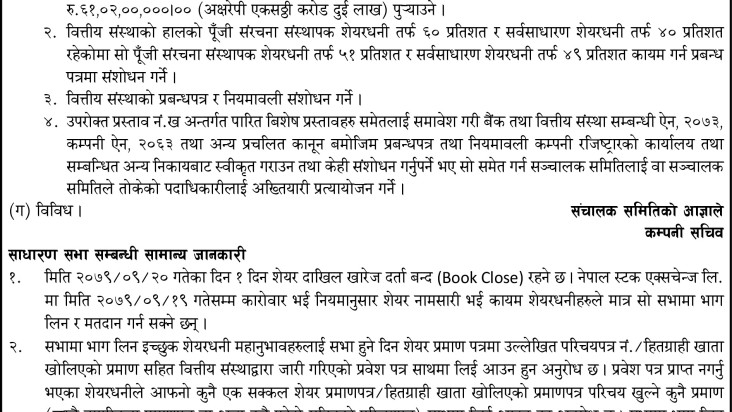 रु.६१,०२,००,०००।०० (अक्षरेपी एकसठ्ठी करोड दुई लाख) पुऱ्याउने ।
२. वित्तीय संस्थाको हालको पूँजी संरचना संस्थापक शेयरधनी तर्फ ६० प्रतिशत र सर्वसाधारण शेयरधनी तर्फ ४० प्रतिशत
रहेकोमा सो पूँजी संरचना संस्थापक शेयरधनी तर्फ ५१ प्रतिशत र सर्वसाधारण शेयरधनी तर्फ ४९ प्रतिशत कायम गर्न प्रबन्ध
पत्रमा संशोधन गर्ने ।
३. वित्तीय संस्थाको प्रबन्धपत्र र नियमावली संशोधन गर्ने ।
४. उपरोक्त प्रस्ताव नं.ख अन्तर्गत पारित बिशेष प्रस्तावहरु समेतलाई समावेश गरी बैंक तथा वित्तीय संस्था सम्बन्धी ऐन, २०७३,
कम्पनी ऐन, २०६३ तथा अन्य प्रचलित कानून बमोजिम प्रबन्धपत्र तथा नियमावली कम्पनी रजिष्ट्रारको कार्यालय तथा
सम्बन्धित अन्य निकायबाट स्वीकृत गराउन तथा केही संशोधन गर्नुपर्ने भए सो समेत गर्न सञ्चालक समितिलाई वा सञ्चालक
समितिले तोकेको पदाधिकारीलाई अख्तियारी प्रत्यायोजन गर्ने ।
(ग) विविध ।
संचालक समितिको आज्ञाले
कम्पनी सचिव
साधारण सभा सम्बन्धी सामान्य जानकारी
१. मिति २०७९/०९/२० गतेका दिन १ दिन शेयर दाखिल खारेज दर्ता बन्द (Book Close) रहने छ । नेपाल स्टक एक्सचेन्ज लि.
मा मिति २०७९/०९/१९ गतेसम्म कारोवार भई नियमानुसार शेयर नामसारी भई कायम शेयरधनीहरुले मात्र सो सभामा भाग
लिन र मतदान गर्न सक्ने छन् ।
२. सभामा भाग लिन इच्छुक शेयरधनी महानुभावहरुलाई सभा हुने दिन शेयर प्रमाण पत्रमा उल्लेखित परिचयपत्र नं./हितग्राही खाता
खोलिएको प्रमाण सहित वित्तीय संस्थाद्वारा जारी गरिएको प्रवेश पत्र साथमा लिई आउन हुन अनुरोध छ । प्रवेश पत्र प्राप्त नगर्नु
भएका शेयरधनीले आफनो कुनै एक सक्कल शेयर प्रमाणपत्र/हितग्राही खाता खोलिएको प्रमाणपत्र परिचय खुल्ने कुनै प्रमाण